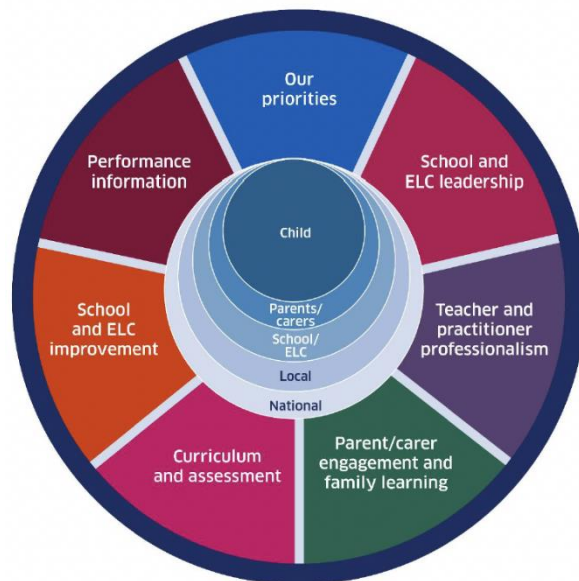 Our
priorities
School and
ELC leadership
Teacher and
practitioner
professionalism
Parent/carer
engagement and
family learning
Curriculum
and assessment
School
and ELC
improvement
Performance
information
Child
Parents/
carers
School/
ELC
Local
National